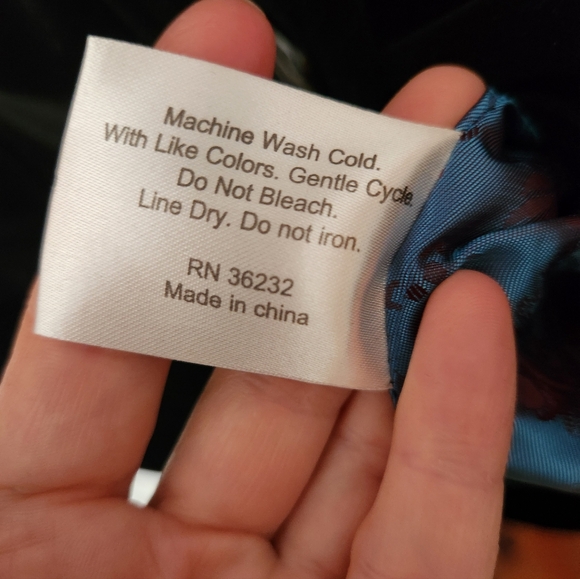 Machine Wash Cold.
With Like Colors. Gentle Cycle.
Do Not Bleach.
Line Dry. Do not iron.
RN 36232
Made in china